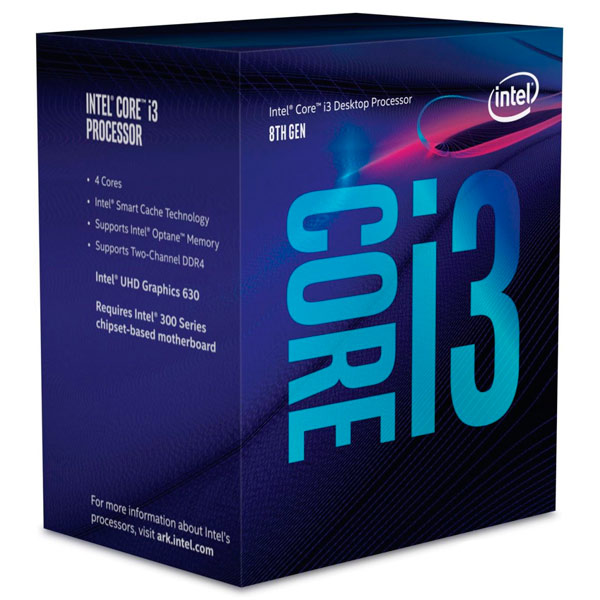 INTEL® CORE™ i3
PROCESSOR
• 4 Cores
• Intel® Smart Cache Technology
• Supports Intel® Optane™ Memory
• Supports Two-Channel DDR4
Intel® UHD Graphics 630
Requires Intel® 300 Series
chipset-based motherboard
For more information about Intel's
processors, visit ark.intel.com
Intel® Core™ i3 Desktop Processor
8TH GEN
intel®
CORE
i3